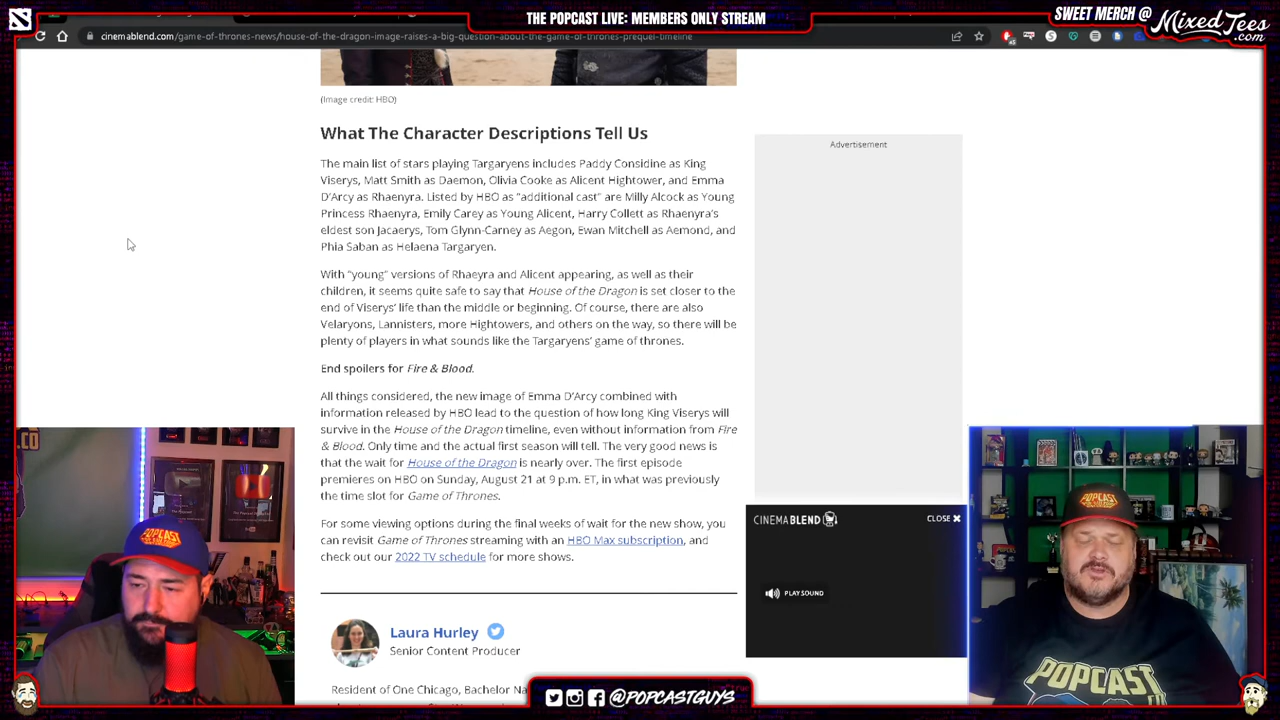 THE POPCAST LIVE: MEMBERS ONLY STREAM
SWEET MERCH @ MixedTees.com
cinemablend.com/game-of-thrones-news/house-of-the-dragon-image-raises-a-big-question-about-the-game-of-thrones-prequel-timeline
(Image credit: HBO)
What The Character Descriptions Tell Us
The main list of stars playing Targaryens includes Paddy Considine as King
Viserys, Matt Smith as Daemon, Olivia Cooke as Alicent Hightower, and Emma
D'Arcy as Rhaenyra. Listed by HBO as "additional cast" are Milly Alcock as Young
Princess Rhaenyra, Emily Carey as Young Alicent, Harry Collett as Rhaenyra's
eldest son Jacaerys, Tom Glynn-Carney as Aegon, Ewan Mitchell as Aemond, and
Phia Saban as Helaena Targaryen.
With "young" versions of Rhaeyra and Alicent appearing, as well as their
children, it seems quite safe to say that House of the Dragon is set closer to the
end of Viserys' life than the middle or beginning. Of course, there are also
Velaryons, Lannisters, more Hightowers, and others on the way, so there will be
plenty of players in what sounds like the Targaryens' game of thrones.
End spoilers for Fire & Blood.
All things considered, the new image of Emma D'Arcy combined with
information released by HBO lead to the question of how long King Viserys will
survive in the House of the Dragon timeline, even without information from Fire
& Blood. Only time and the actual first season will tell. The very good news is
that the wait for House of the Dragon is nearly over. The first episode
premieres on HBO on Sunday, August 21 at 9 p.m. ET, in what was previously
the time slot for Game of Thrones.
For some viewing options during the final weeks of wait for the new show, you
can revisit Game of Thrones streaming with an HBO Max subscription, and
check out our 2022 TV schedule for more shows.
Laura Hurley
Senior Content Producer
Resident of One Chicago, Bachelor Na
Advertisement
CINEMABLEND
CLOSE X
PLAY SOUND
.CO
POPCAST
POPCAST
POPCAST
@POPCASTGUYS